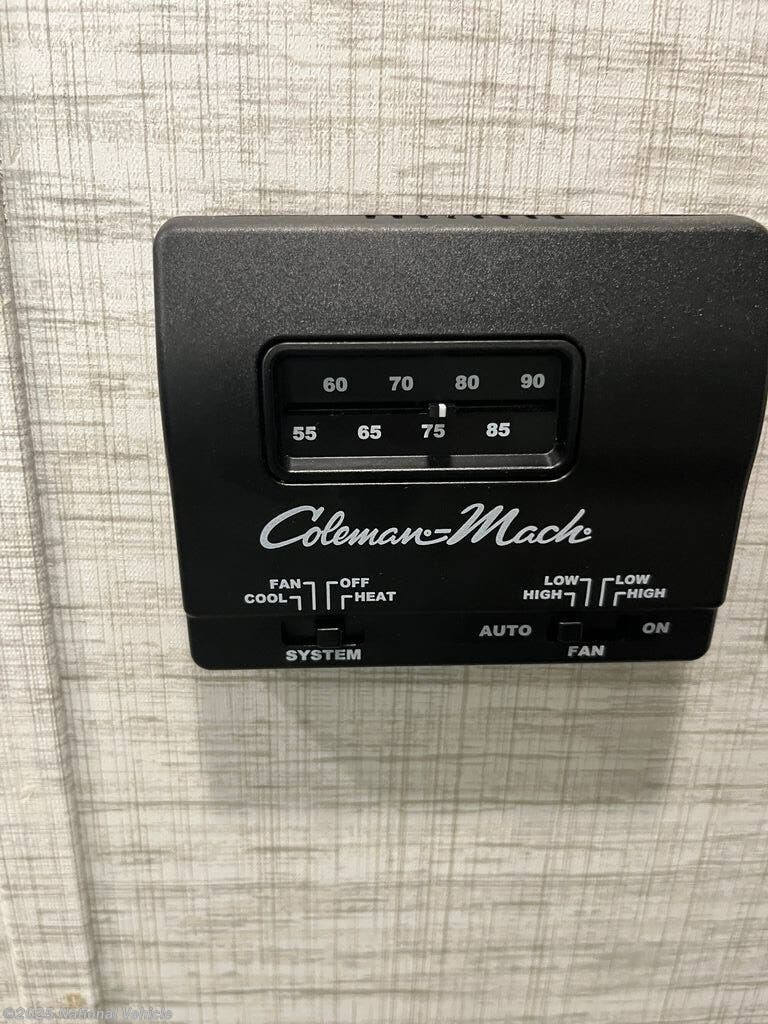 60 70 80 90
55 65 75 85
Coleman-Mach
FAN OFF
COOL HEAT
SYSTEM
LOW LOW
HIGH HIGH
AUTO ON
FAN
©2025 National Vehicle